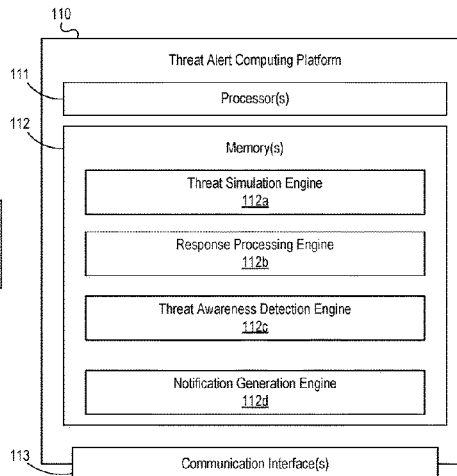 110
Threat Alert Computing Platform
111
Processor(s)
112
Memory(s)
Threat Simulation Engine
112a
Response Processing Engine
112b
Threat Awareness Detection Engine
112c
Notification Generation Engine
112d
113
Communication Interface(s)